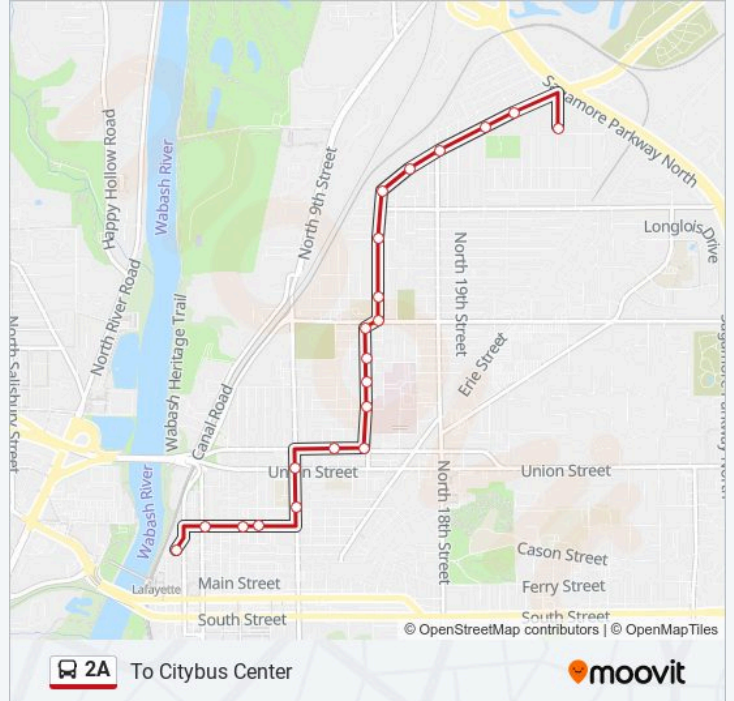 Sagamore Parkway North
Happy Hollow Road
Wabash River
North 9th Street
Longlois Drive
North 19th Street
North River Road
Wabash Heritage Trail
North Salisbury Street
Erie Street
Canal Road
Union Street
Union Street
Wabash River
North 18th Street
Cason Street
Lafayette
Main Street
Ferry Street
South Street
South Street
© OpenStreetMap contributors | © OpenMapTiles
2A To Citybus Center
moovit